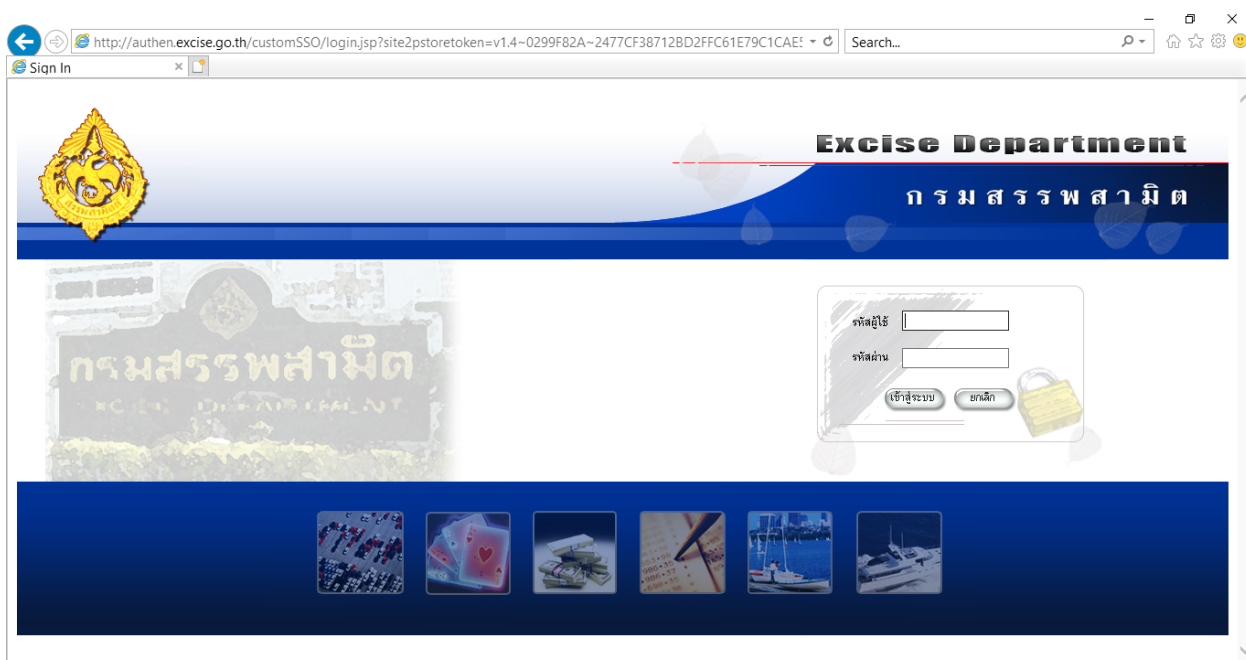 http://authen.excise.go.th/customSSO/login.jsp?site2pstoretoken=v1.4~0299F82A~2477CF38712BD2FFC61E79C1CAE
Search...
Sign In
Excise Department
กรมสรรพสามิต
กรมสรรพสามิต
EXCISE DEPARTMENT
รหัสผู้ใช้
รหัสผ่าน
เข้าสู่ระบบ ยกเลิก